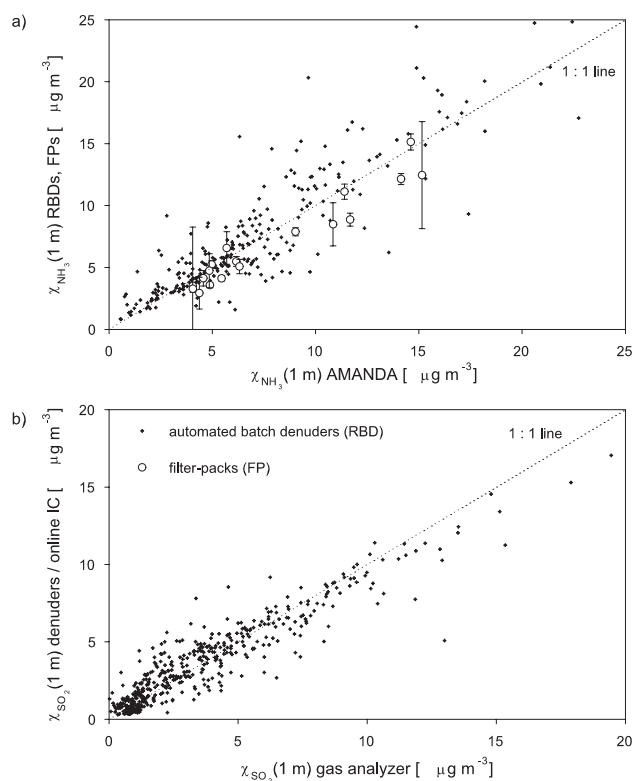 a)
25
20
15
10
5
0
χNH3(1 m) RBDs, FPs [ μg m-3]
1 : 1 line
0 5 10 15 20 25
χNH3(1 m) AMANDA [ μg m-3]
b)
20
15
10
5
0
χSO2(1 m) denuders / online IC [ μg m-3]
automated batch denuders (RBD)
filter-packs (FP)
1 : 1 line
0 5 10 15 20
χSO2(1 m) gas analyzer [ μg m-3]